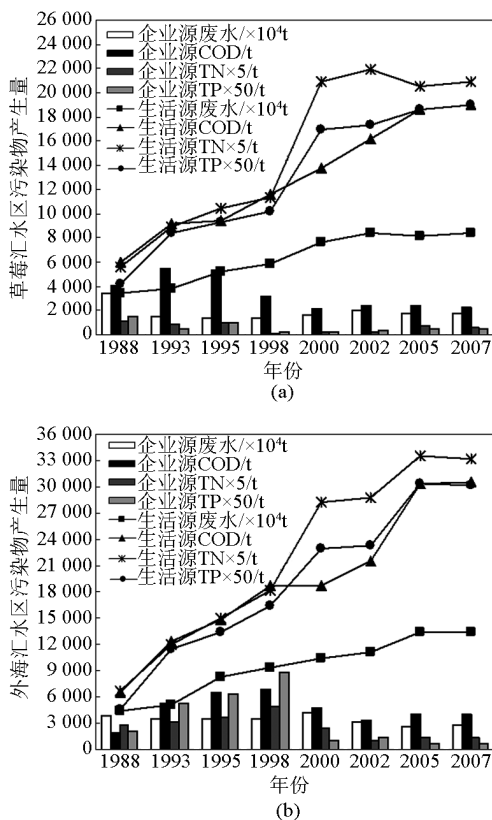 26 000
24 000
22 000
20 000
18 000
16 000
14 000
12 000
10 000
8 000
6 000
4 000
2 000
0
草莓汇水区污染物产生量
企业源废水/×10⁴t
企业源COD/t
企业源TN×5/t
企业源TP×50/t
生活废水/×10⁴t
生活源COD/t
生活源TN×5/t
生活源TP×50/t
1988 1993 1995 1998 2000 2002 2005 2007
年份
(a)
36 000
33 000
30 000
27 000
24 000
21 000
18 000
15 000
12 000
9 000
6 000
3 000
0
外海汇水区污染物产生量
企业源废水/×10⁴t
企业源COD/t
企业源TN×5/t
企业源TP×50/t
生活废水/×10⁴t
生活源COD/t
生活源TN×5/t
生活源TP×50/t
1988 1993 1995 1998 2000 2002 2005 2007
年份
(b)